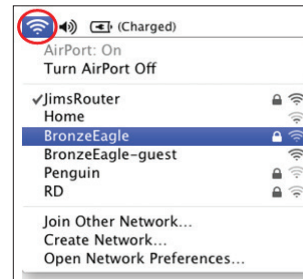 (Charged)
AirPort: On
Turn AirPort Off
✓JimsRouter
Home
BronzeEagle
BronzeEagle-guest
Penguin
RD
Join Other Network...
Create Network...
Open Network Preferences...